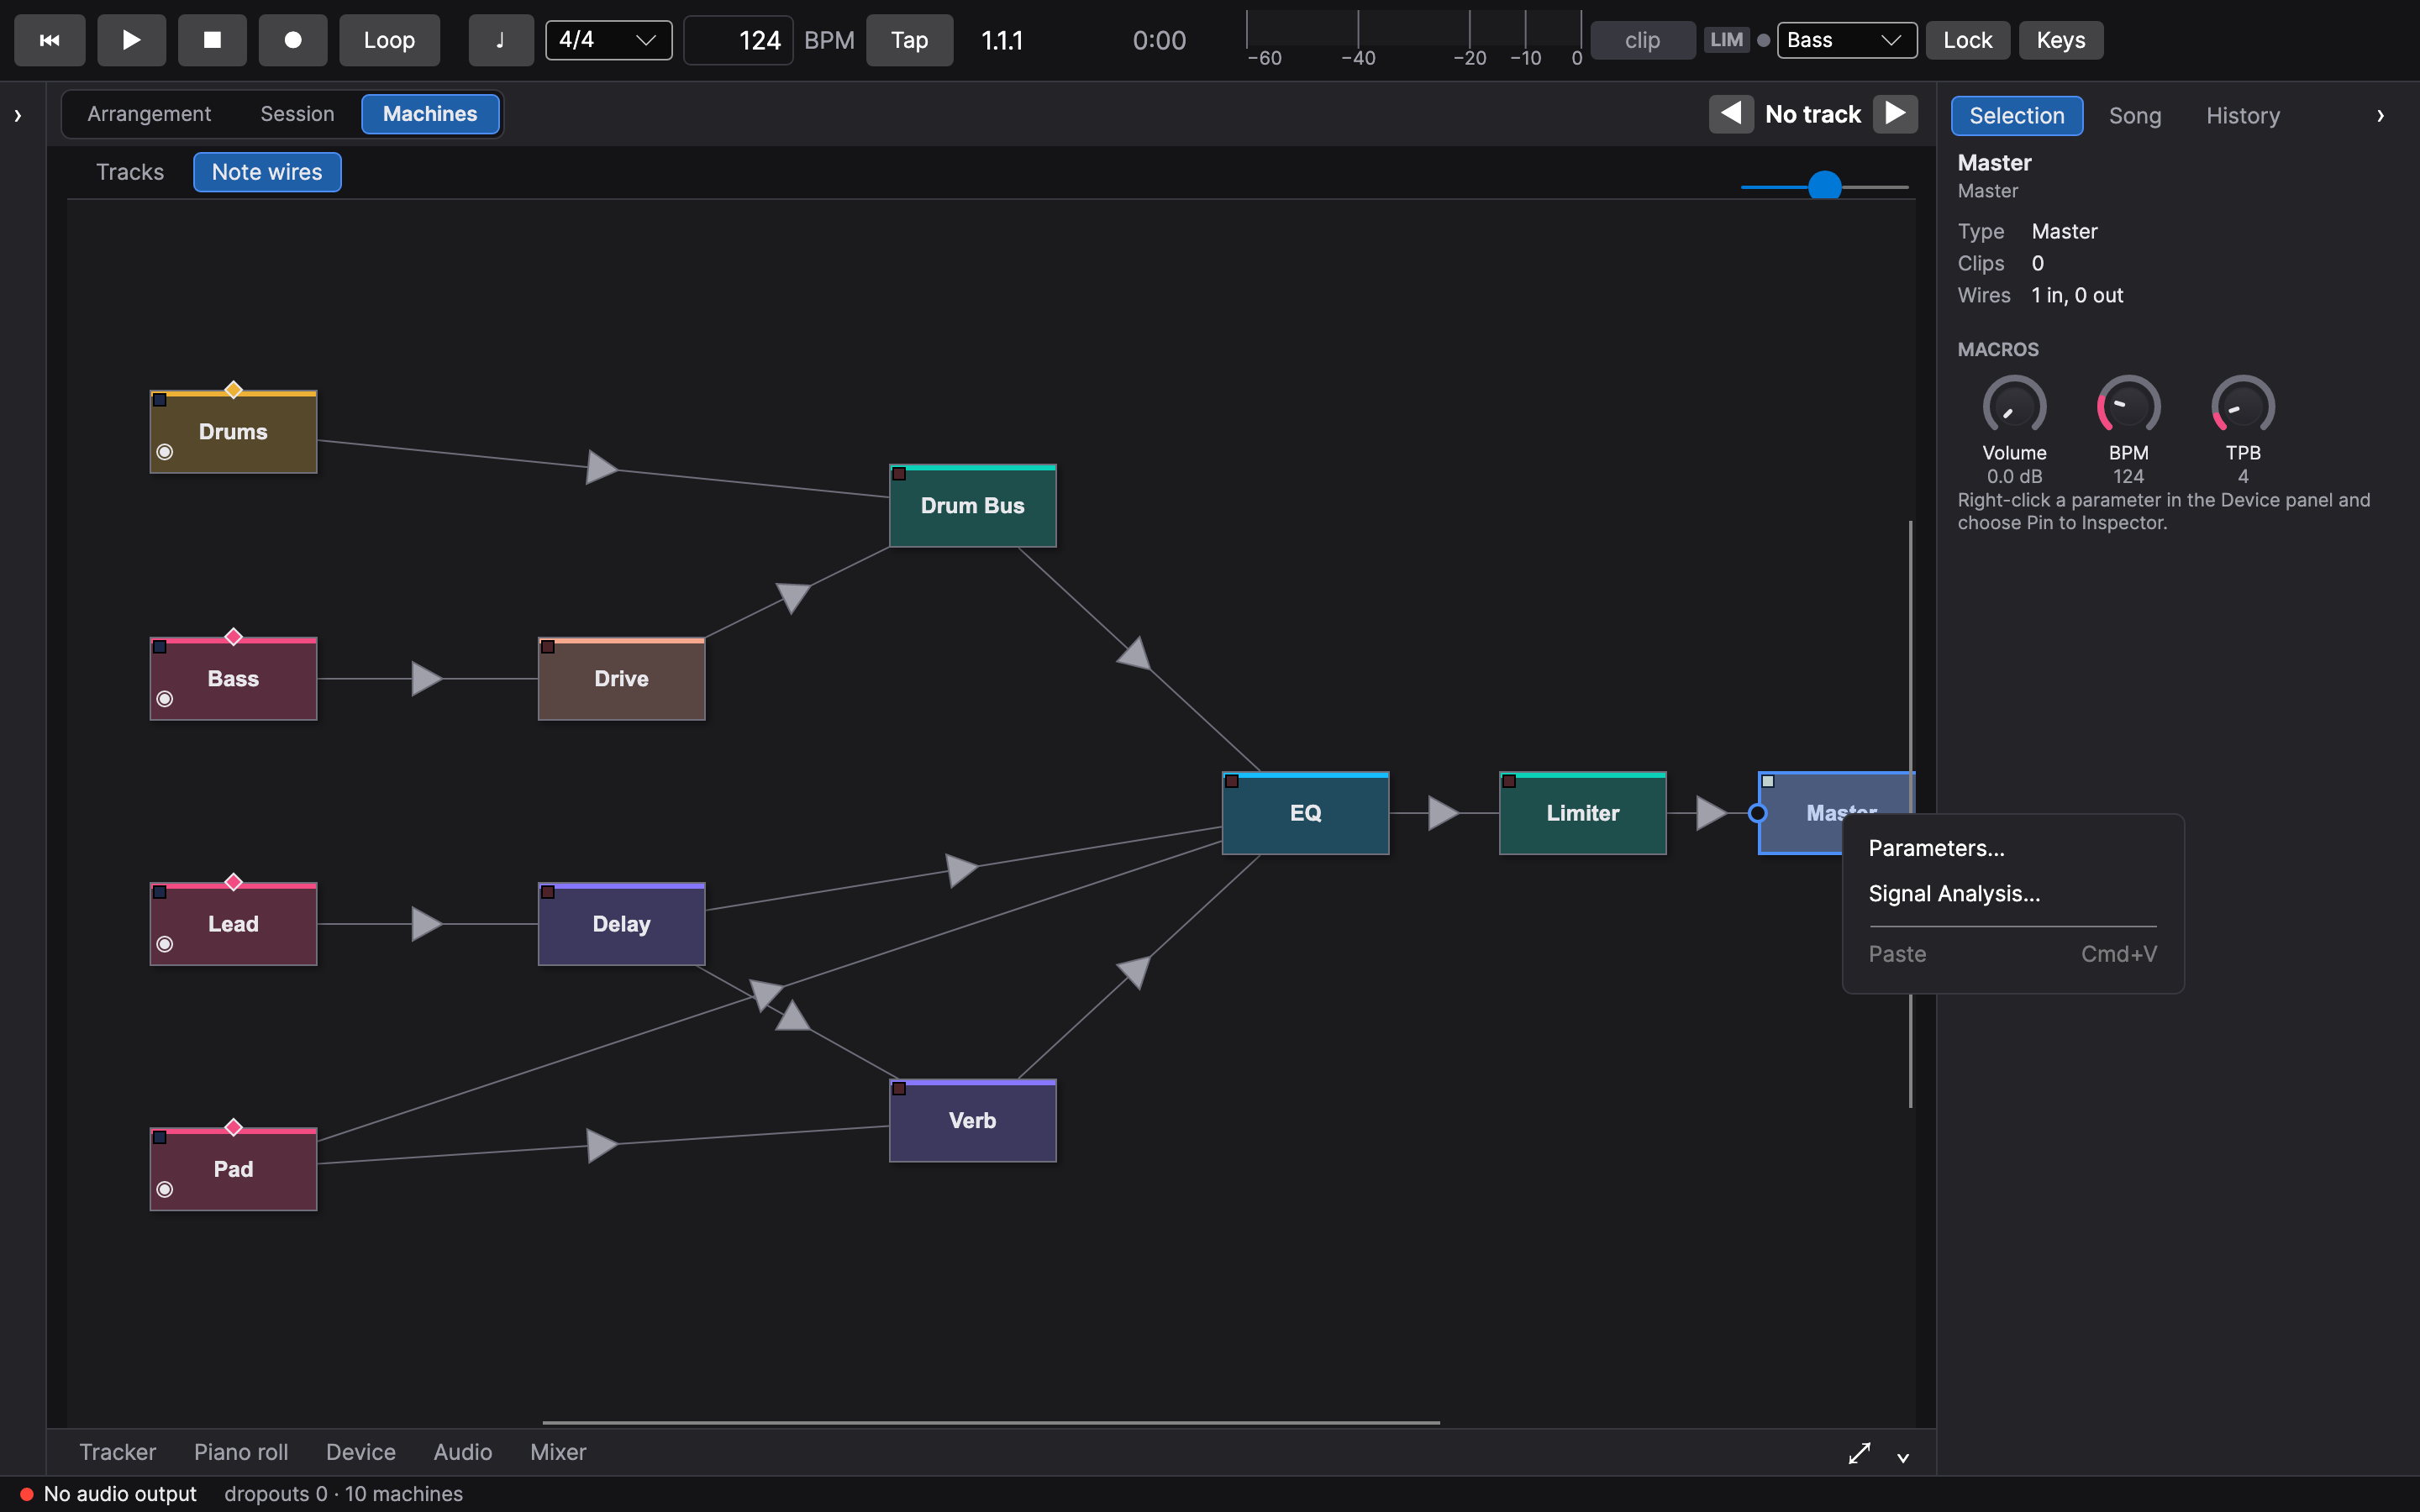 Loop
4/4
124 BPM
Tap
1.1.1
0:00
−60 −40 −20 −10 0
clip
LIM
Bass
Lock
Keys
Arrangement Session Machines
No track
Selection Song History
Tracks Note wires
Master
Master
Type Master
Clips 0
Wires 1 in, 0 out
MACROS
Volume BPM TPB
0.0 dB 124 4
Right-click a parameter in the Device panel and
choose Pin to Inspector.
Drums
Drum Bus
Bass
Drive
EQ
Limiter
Master
Parameters...
Signal Analysis...
Paste Cmd+V
Lead
Delay
Verb
Pad
Tracker Piano roll Device Audio Mixer
No audio output dropouts 0 · 10 machines